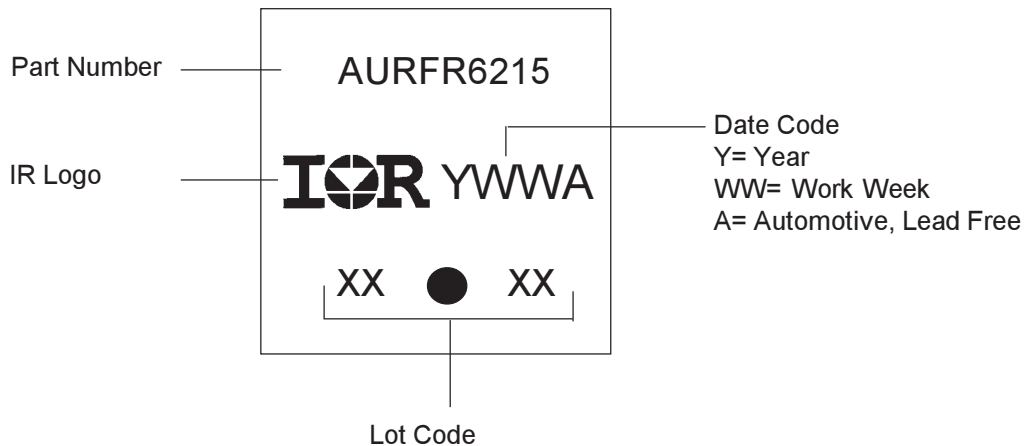 Part Number
AURFR6215
Date Code
Y= Year
WW= Work Week
A= Automotive, Lead Free
IR Logo
IOR YWWA
XX XX
Lot Code